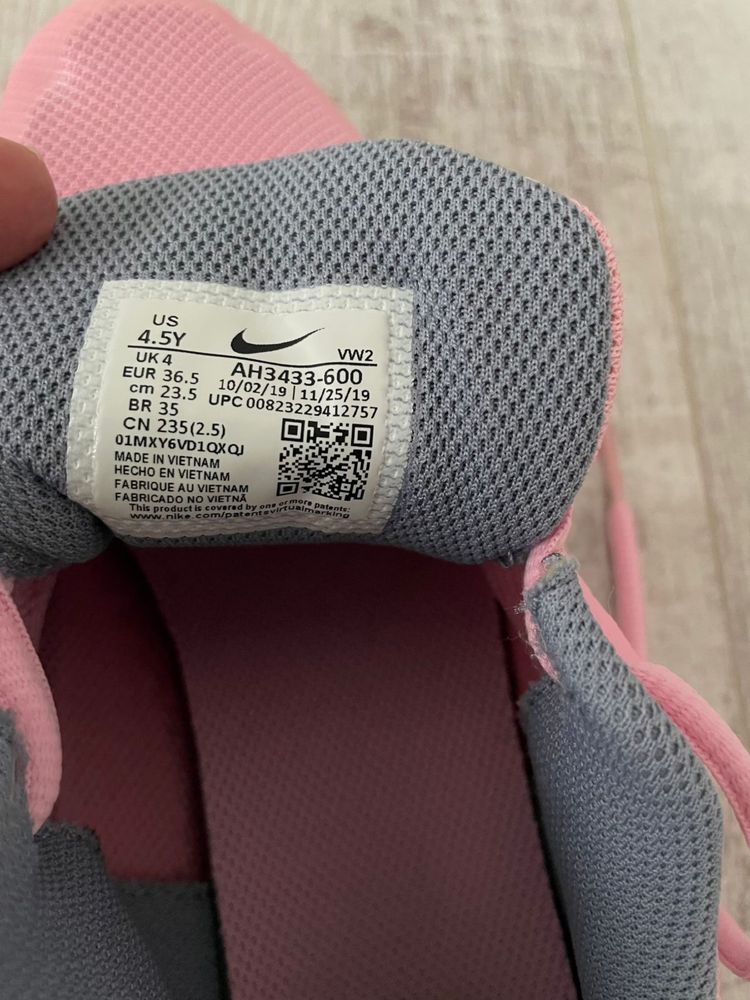 US
4.5Y
VW2
UK 4
AH3433-600
EUR 36.5
10/02/19 | 11/25/19
cm 23.5
UPC 00823229412757
BR 35
CN 235(2.5)
01MXY6VD1QXQJ
MADE IN VIETNAM
HECHO EN VIETNAM
FABRIQUE AU VIETNAM
FABRICADO NO VIETNÃ
This product is covered by one or more patents:
www.nike.com/patentsvirtualmarking